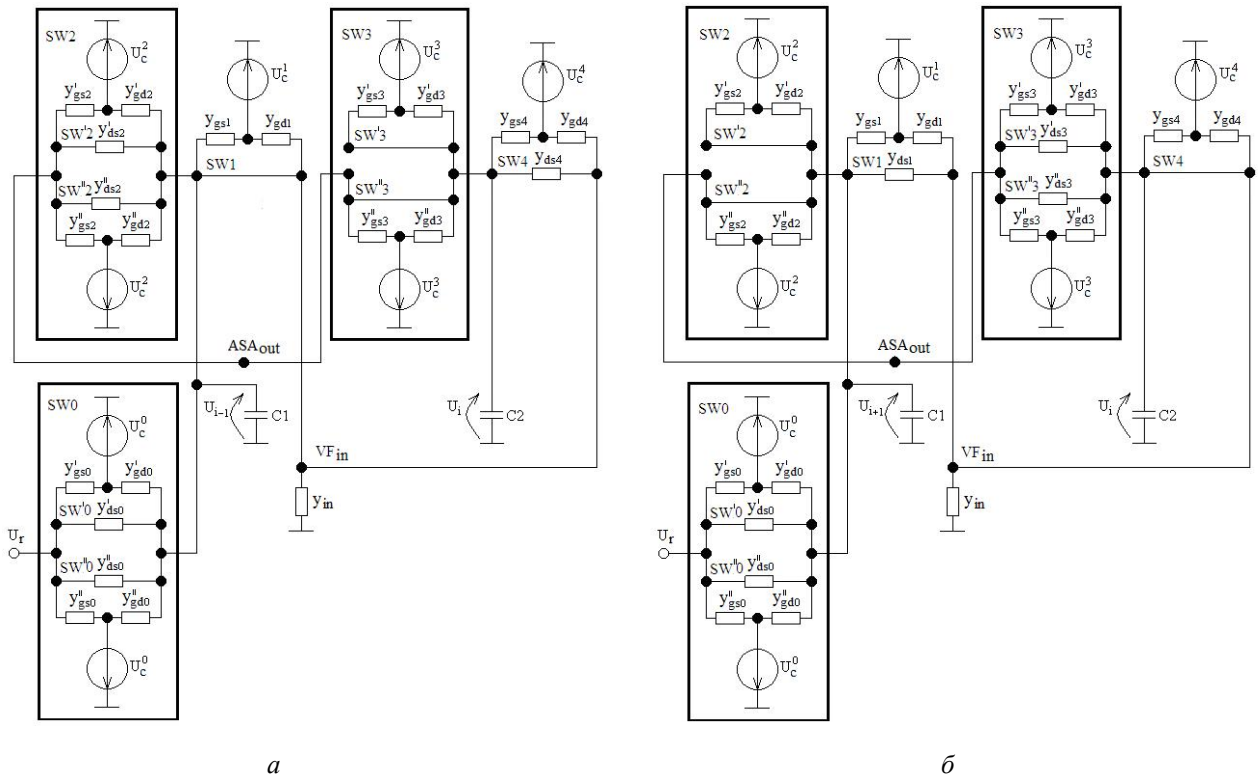 SW2
U_c^2
y'_gs2 y'_gd2
SW'2 y'_ds2
SW"2 y"_ds2
y"_gs2 y"_gd2
U_c^2
U_c^1
y_gs1 y_gd1
SW1
SW3
U_c^3
y'_gs3 y'_gd3
SW'3
SW"3
y"_gs3 y"_gd3
U_c^3
U_c^4
y_gs4 y_gd4
SW4 y_ds4
ASA_out
U_i-1
C1
U_i
C2
VF_in
y_in
SW0
U_c^0
y'_gs0 y'_gd0
SW'0 y'_ds0
U_r
SW"0 y"_ds0
y"_gs0 y"_gd0
U_c^0
а
SW2
U_c^2
y'_gs2 y'_gd2
SW'2
SW"2
y"_gs2 y"_gd2
U_c^2
U_c^1
y_gs1 y_gd1
SW1 y_ds1
SW3
U_c^3
y'_gs3 y'_gd3
SW'3 y'_ds3
SW"3 y"_ds3
y"_gs3 y"_gd3
U_c^3
U_c^4
y_gs4 y_gd4
SW4
ASA_out
U_i+1
C1
U_i
C2
VF_in
y_in
SW0
U_c^0
y'_gs0 y'_gd0
SW'0 y'_ds0
U_r
SW"0 y"_ds0
y"_gs0 y"_gd0
U_c^0
б